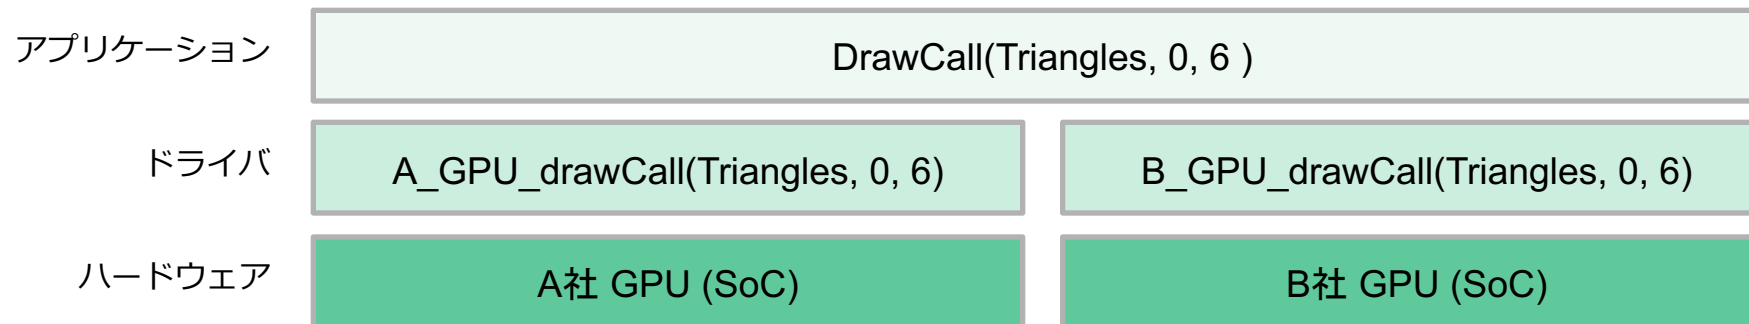 アプリケーション
DrawCall(Triangles, 0, 6 )
ドライバ
A_GPU_drawCall(Triangles, 0, 6)
B_GPU_drawCall(Triangles, 0, 6)
ハードウェア
A社 GPU (SoC)
B社 GPU (SoC)